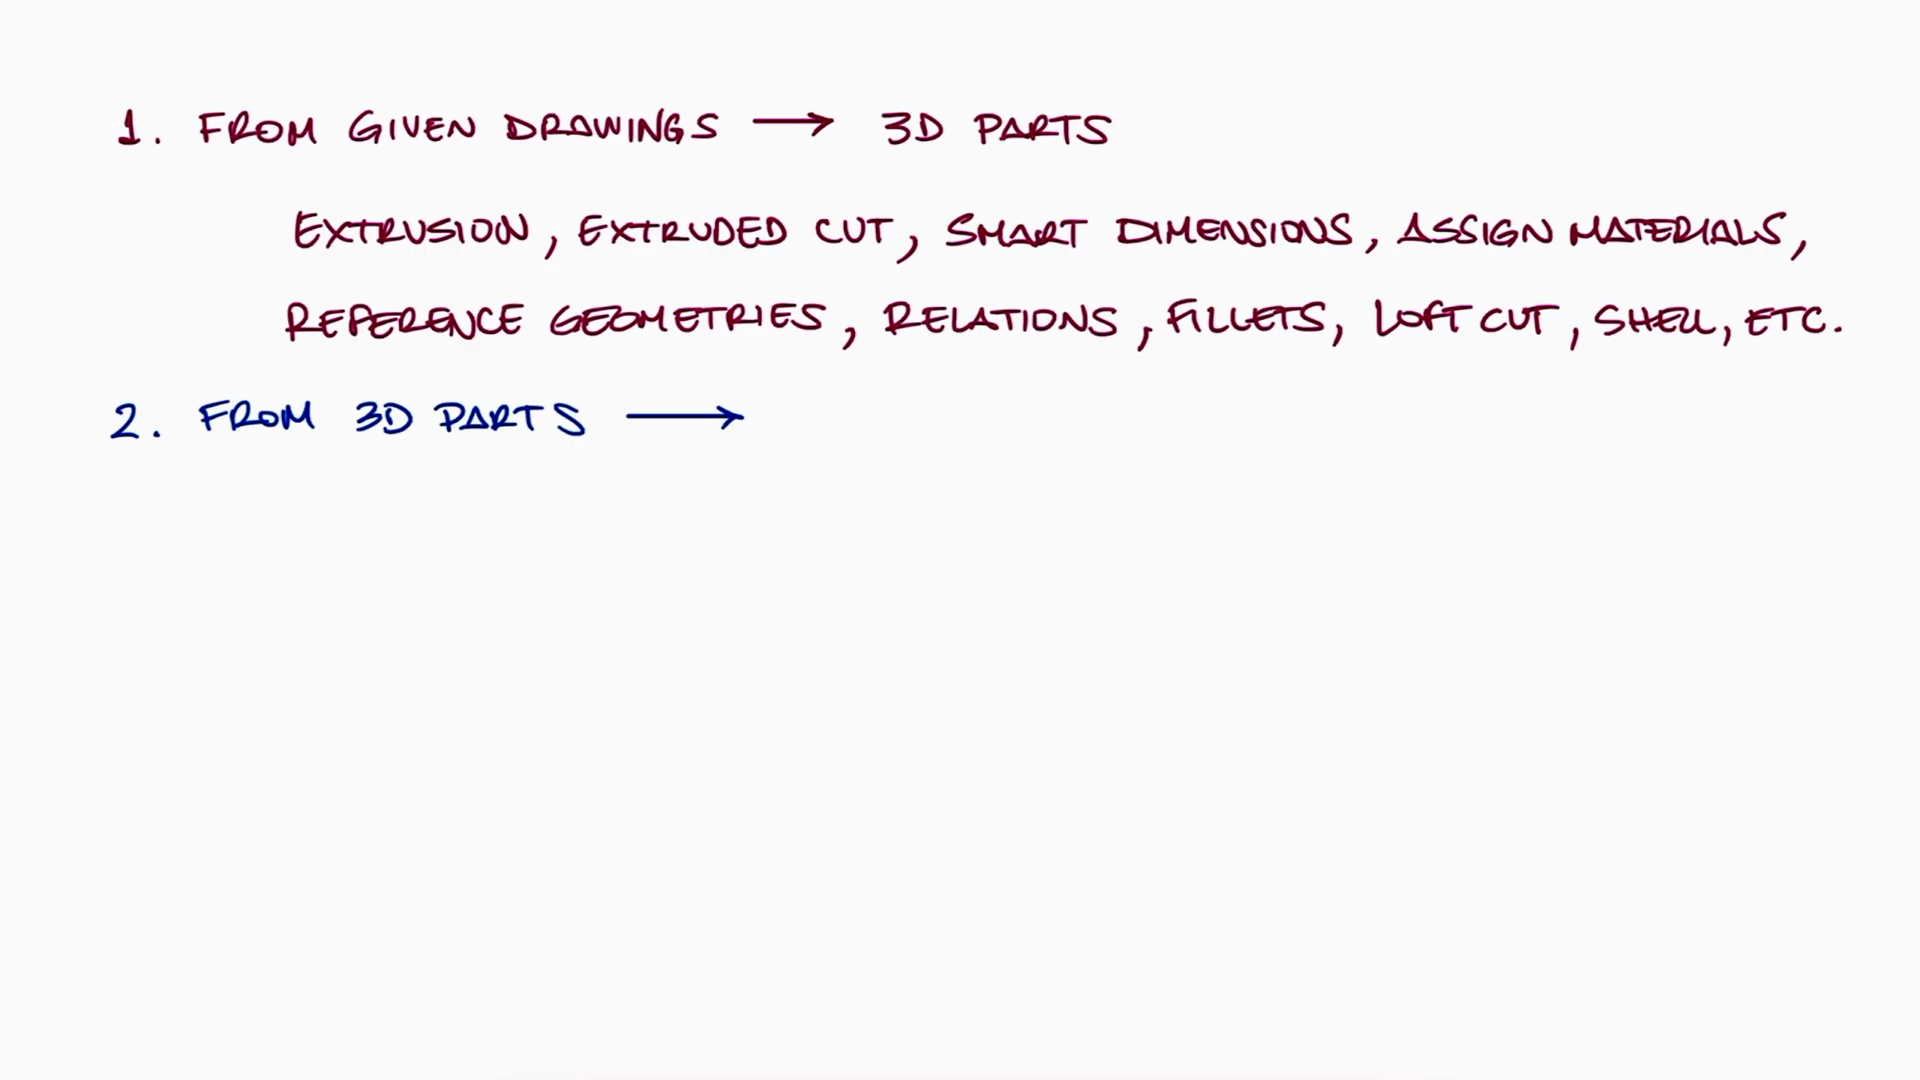 1. FROM GIVEN DRAWINGS → 3D PARTS
EXTRUSION, EXTRUDED CUT, SMART DIMENSIONS, ASSIGN MATERIALS,
REFERENCE GEOMETRIES, RELATIONS, FILLETS, LOFT CUT, SHELL, ETC.
2. FROM 3D PARTS →